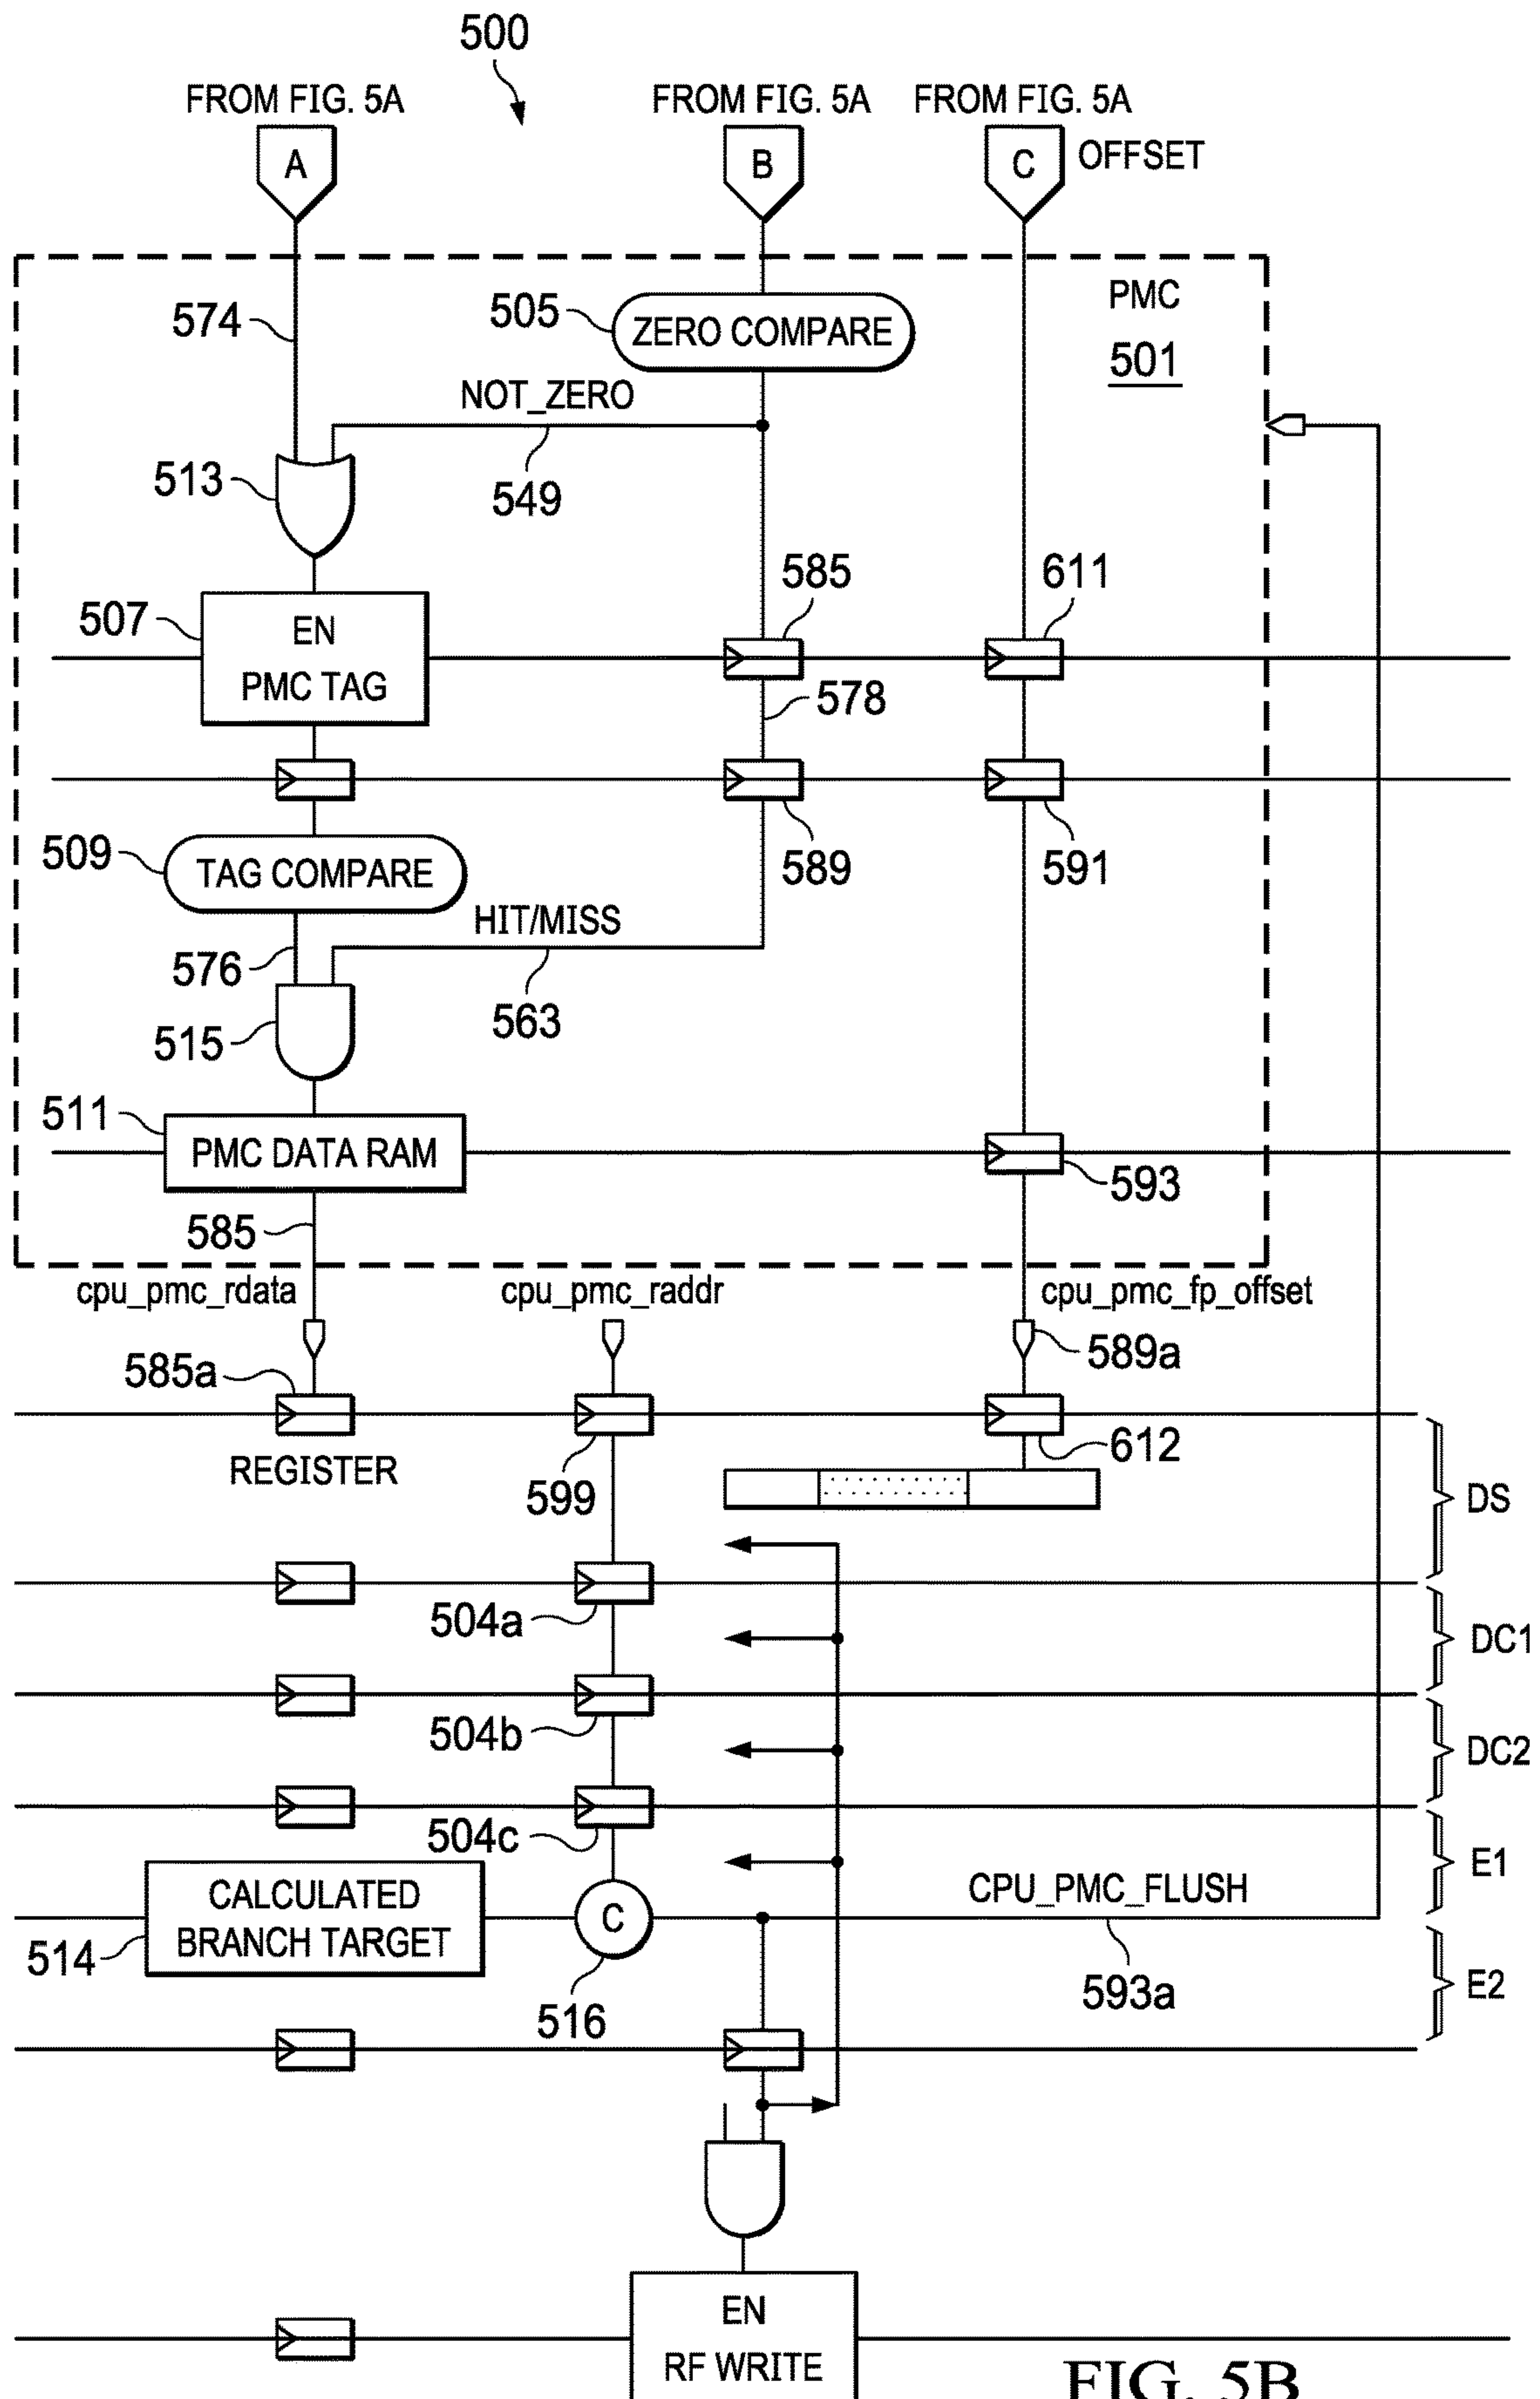 500
FROM FIG. 5A FROM FIG. 5A FROM FIG. 5A
A B C OFFSET
574 505 ZERO COMPARE PMC
501
NOT_ZERO
513 549
585 611
507 EN
PMC TAG 578
509 TAG COMPARE 589 591
HIT/MISS
576
515 563
511 PMC DATA RAM
593
585
cpu_pmc_rdata cpu_pmc_raddr cpu_pmc_fp_offset
585a 589a
REGISTER 599 612
DS
504a DC1
504b DC2
504c E1
CALCULATED
BRANCH TARGET C CPU_PMC_FLUSH
514 516 593a E2
EN
RF WRITE
FIG. 5B